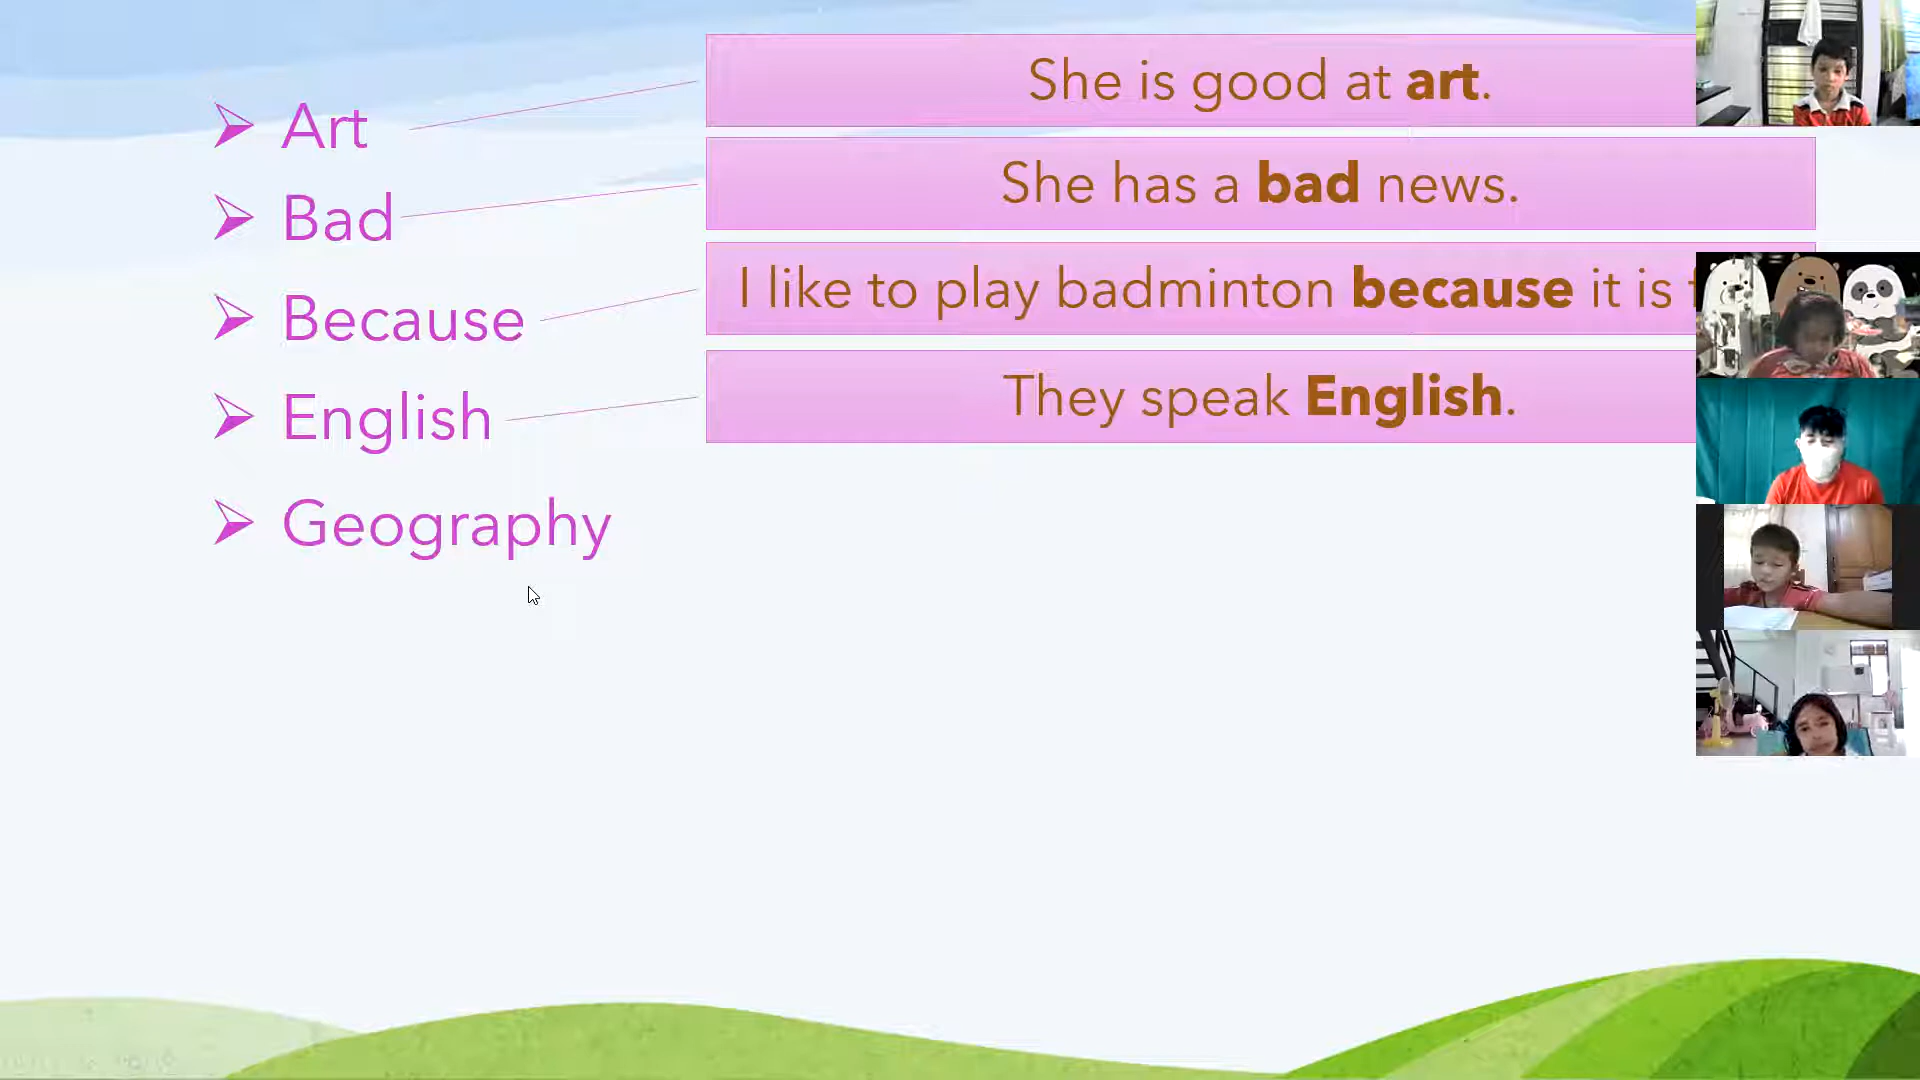 Art
She is good at art.
Bad
She has a bad news.
Because
I like to play badminton because it is
English
They speak English.
Geography